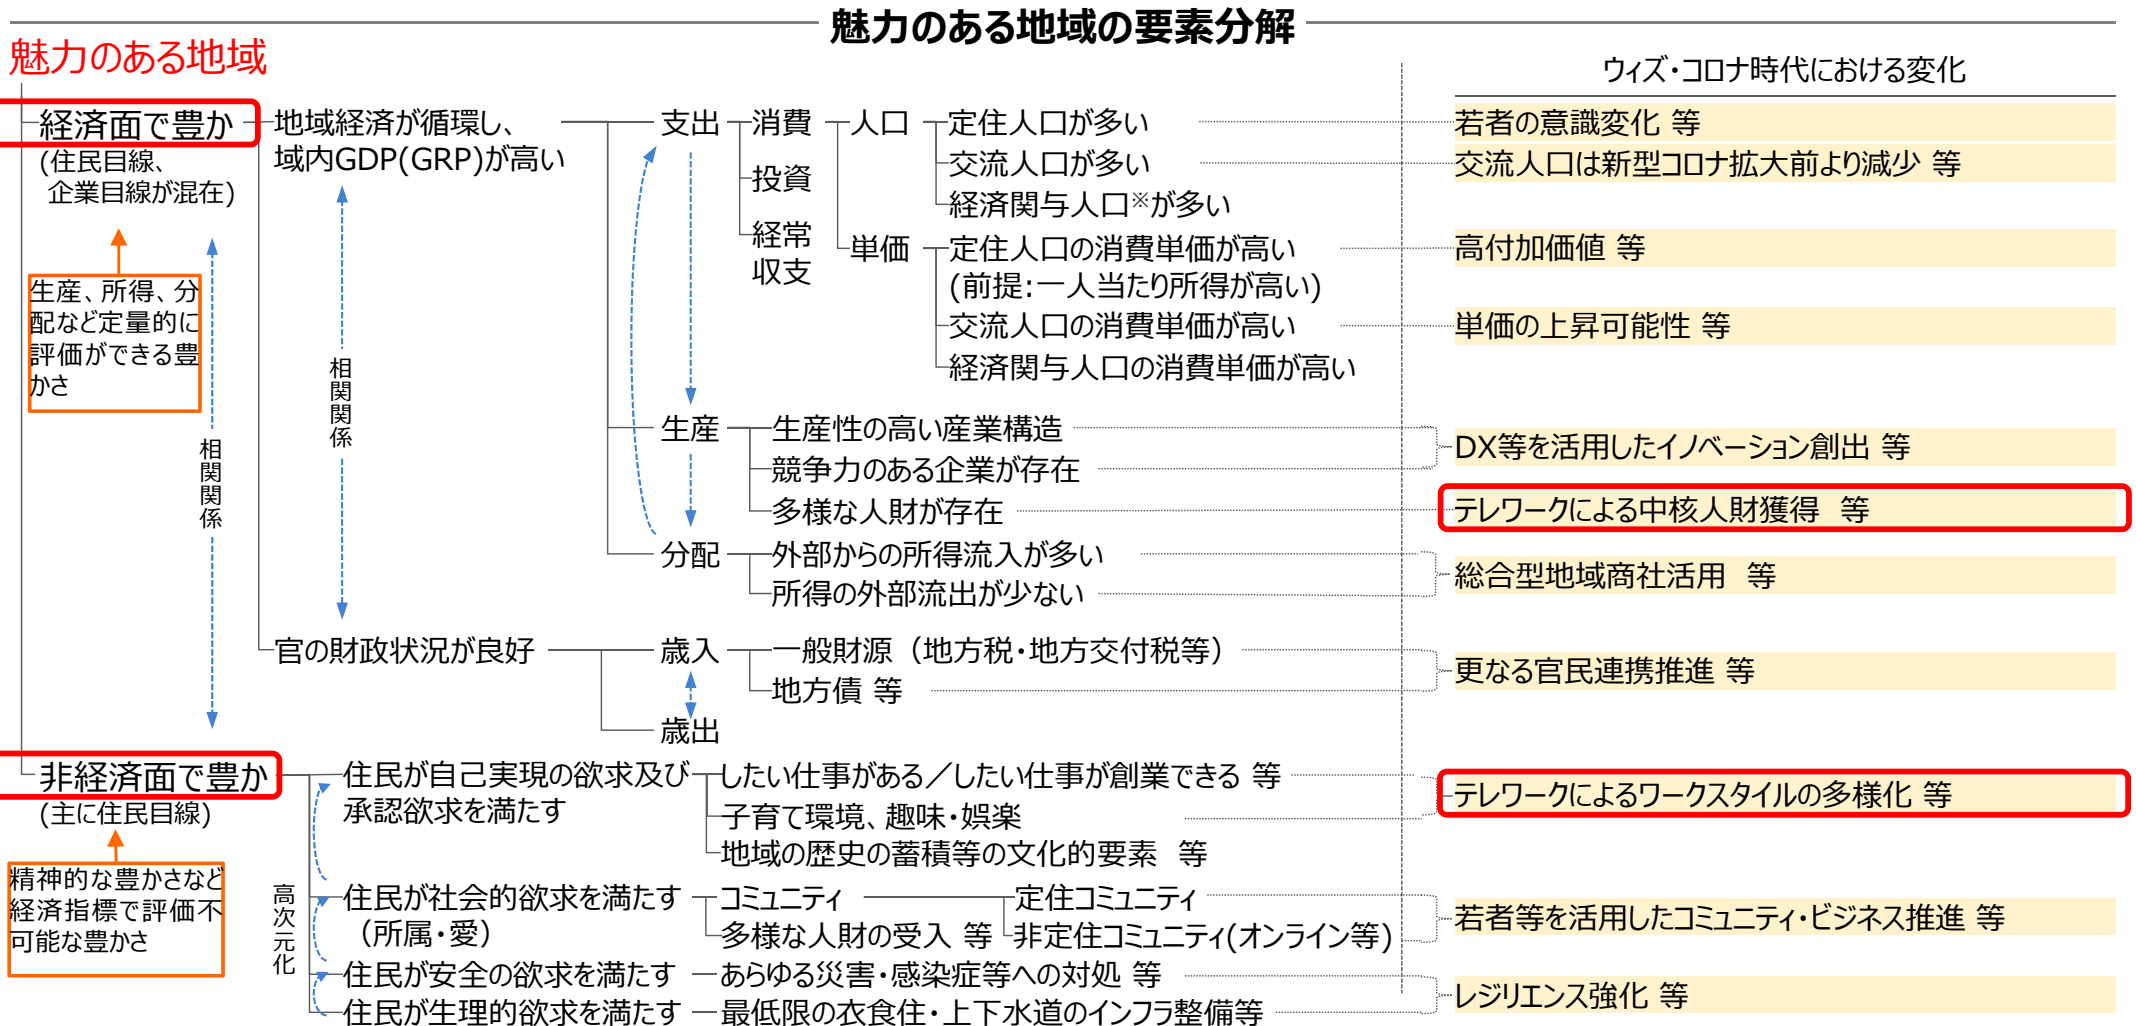 魅力のある地域の要素分解
魅力のある地域
ウィズ・コロナ時代における変化
経済面で豊か
(住民目線、
企業目線が混在)
生産、所得、分
配など定量的に
評価ができる豊
かさ
相関関係
地域経済が循環し、
域内GDP(GRP)が高い
相関関係
支出
消費
投資
経常
収支
人口
定住人口が多い
若者の意識変化 等
交流人口が多い
交流人口は新型コロナ拡大前より減少 等
経済関与人口※が多い
単価
定住人口の消費単価が高い
(前提:一人当たり所得が高い)
高付加価値 等
交流人口の消費単価が高い
単価の上昇可能性 等
経済関与人口の消費単価が高い
生産
生産性の高い産業構造
競争力のある企業が存在
DX等を活用したイノベーション創出 等
多様な人財が存在
テレワークによる中核人財獲得 等
分配
外部からの所得流入が多い
所得の外部流出が少ない
総合型地域商社活用 等
官の財政状況が良好
歳入
一般財源（地方税・地方交付税等）
地方債 等
更なる官民連携推進 等
歳出
非経済面で豊か
(主に住民目線)
精神的な豊かさなど
経済指標で評価不
可能な豊かさ
高次元化
住民が自己実現の欲求及び
承認欲求を満たす
したい仕事がある／したい仕事が創業できる 等
子育て環境、趣味・娯楽
地域の歴史の蓄積等の文化的要素 等
テレワークによるワークスタイルの多様化 等
住民が社会的欲求を満たす
（所属・愛）
コミュニティ
定住コミュニティ
多様な人財の受入 等
非定住コミュニティ(オンライン等)
若者等を活用したコミュニティ・ビジネス推進 等
住民が安全の欲求を満たす
あらゆる災害・感染症等への対処 等
住民が生理的欲求を満たす
最低限の衣食住・上下水道のインフラ整備等
レジリエンス強化 等